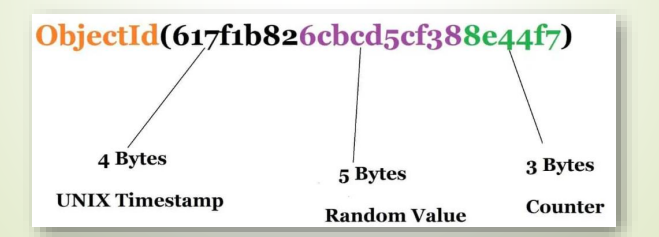 ObjectId(617f1b826cbcd5cf388e44f7)
4 Bytes
UNIX Timestamp
5 Bytes
Random Value
3 Bytes
Counter